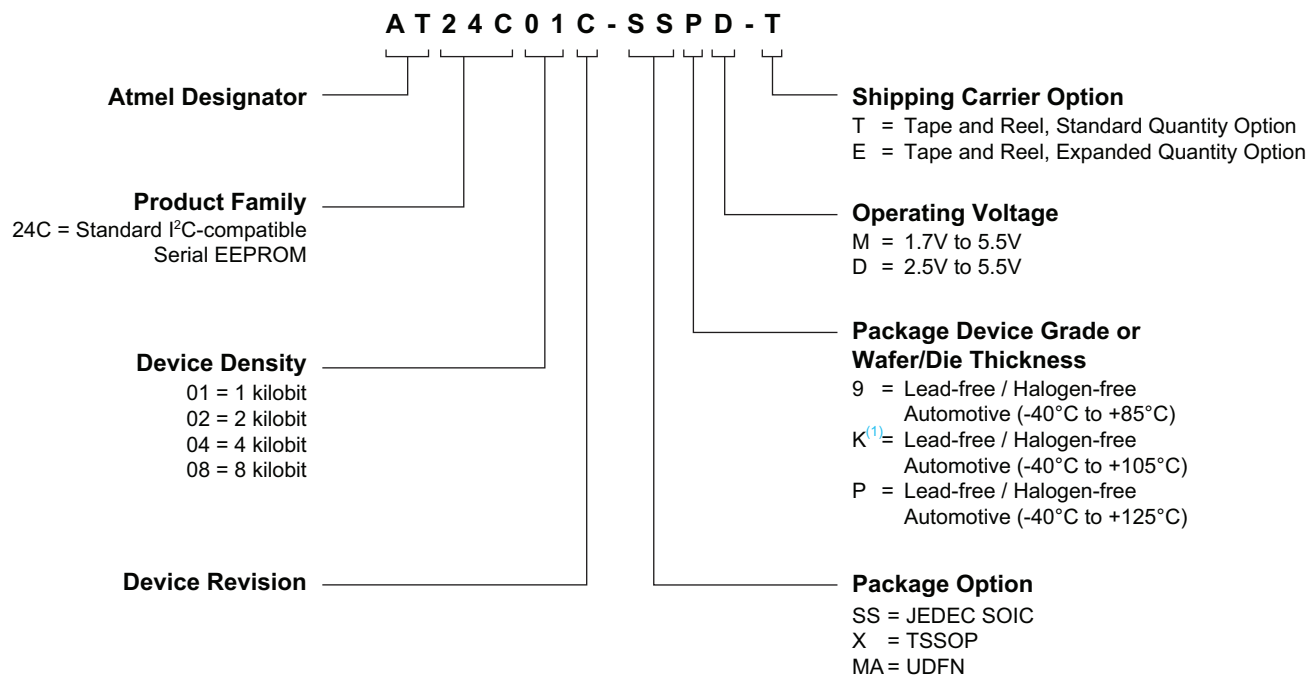 A T 2 4 C 0 1 C - S S P D - T
Atmel Designator
Product Family
24C = Standard I²C-compatible
Serial EEPROM
Device Density
01 = 1 kilobit
02 = 2 kilobit
04 = 4 kilobit
08 = 8 kilobit
Device Revision
Shipping Carrier Option
T = Tape and Reel, Standard Quantity Option
E = Tape and Reel, Expanded Quantity Option
Operating Voltage
M = 1.7V to 5.5V
D = 2.5V to 5.5V
Package Device Grade or
Wafer/Die Thickness
9 = Lead-free / Halogen-free
Automotive (-40°C to +85°C)
K(1)= Lead-free / Halogen-free
Automotive (-40°C to +105°C)
P = Lead-free / Halogen-free
Automotive (-40°C to +125°C)
Package Option
SS = JEDEC SOIC
X = TSSOP
MA = UDFN